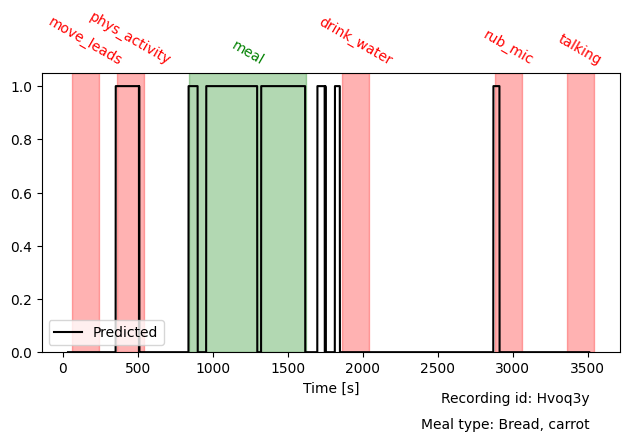 move_leads
phys_activity
meal
drink_water
rub_mic
talking
1.0
0.8
0.6
0.4
0.2
0.0
Predicted
0 500 1000 1500 2000 2500 3000 3500
Time [s]
Recording id: Hvoq3y
Meal type: Bread, carrot